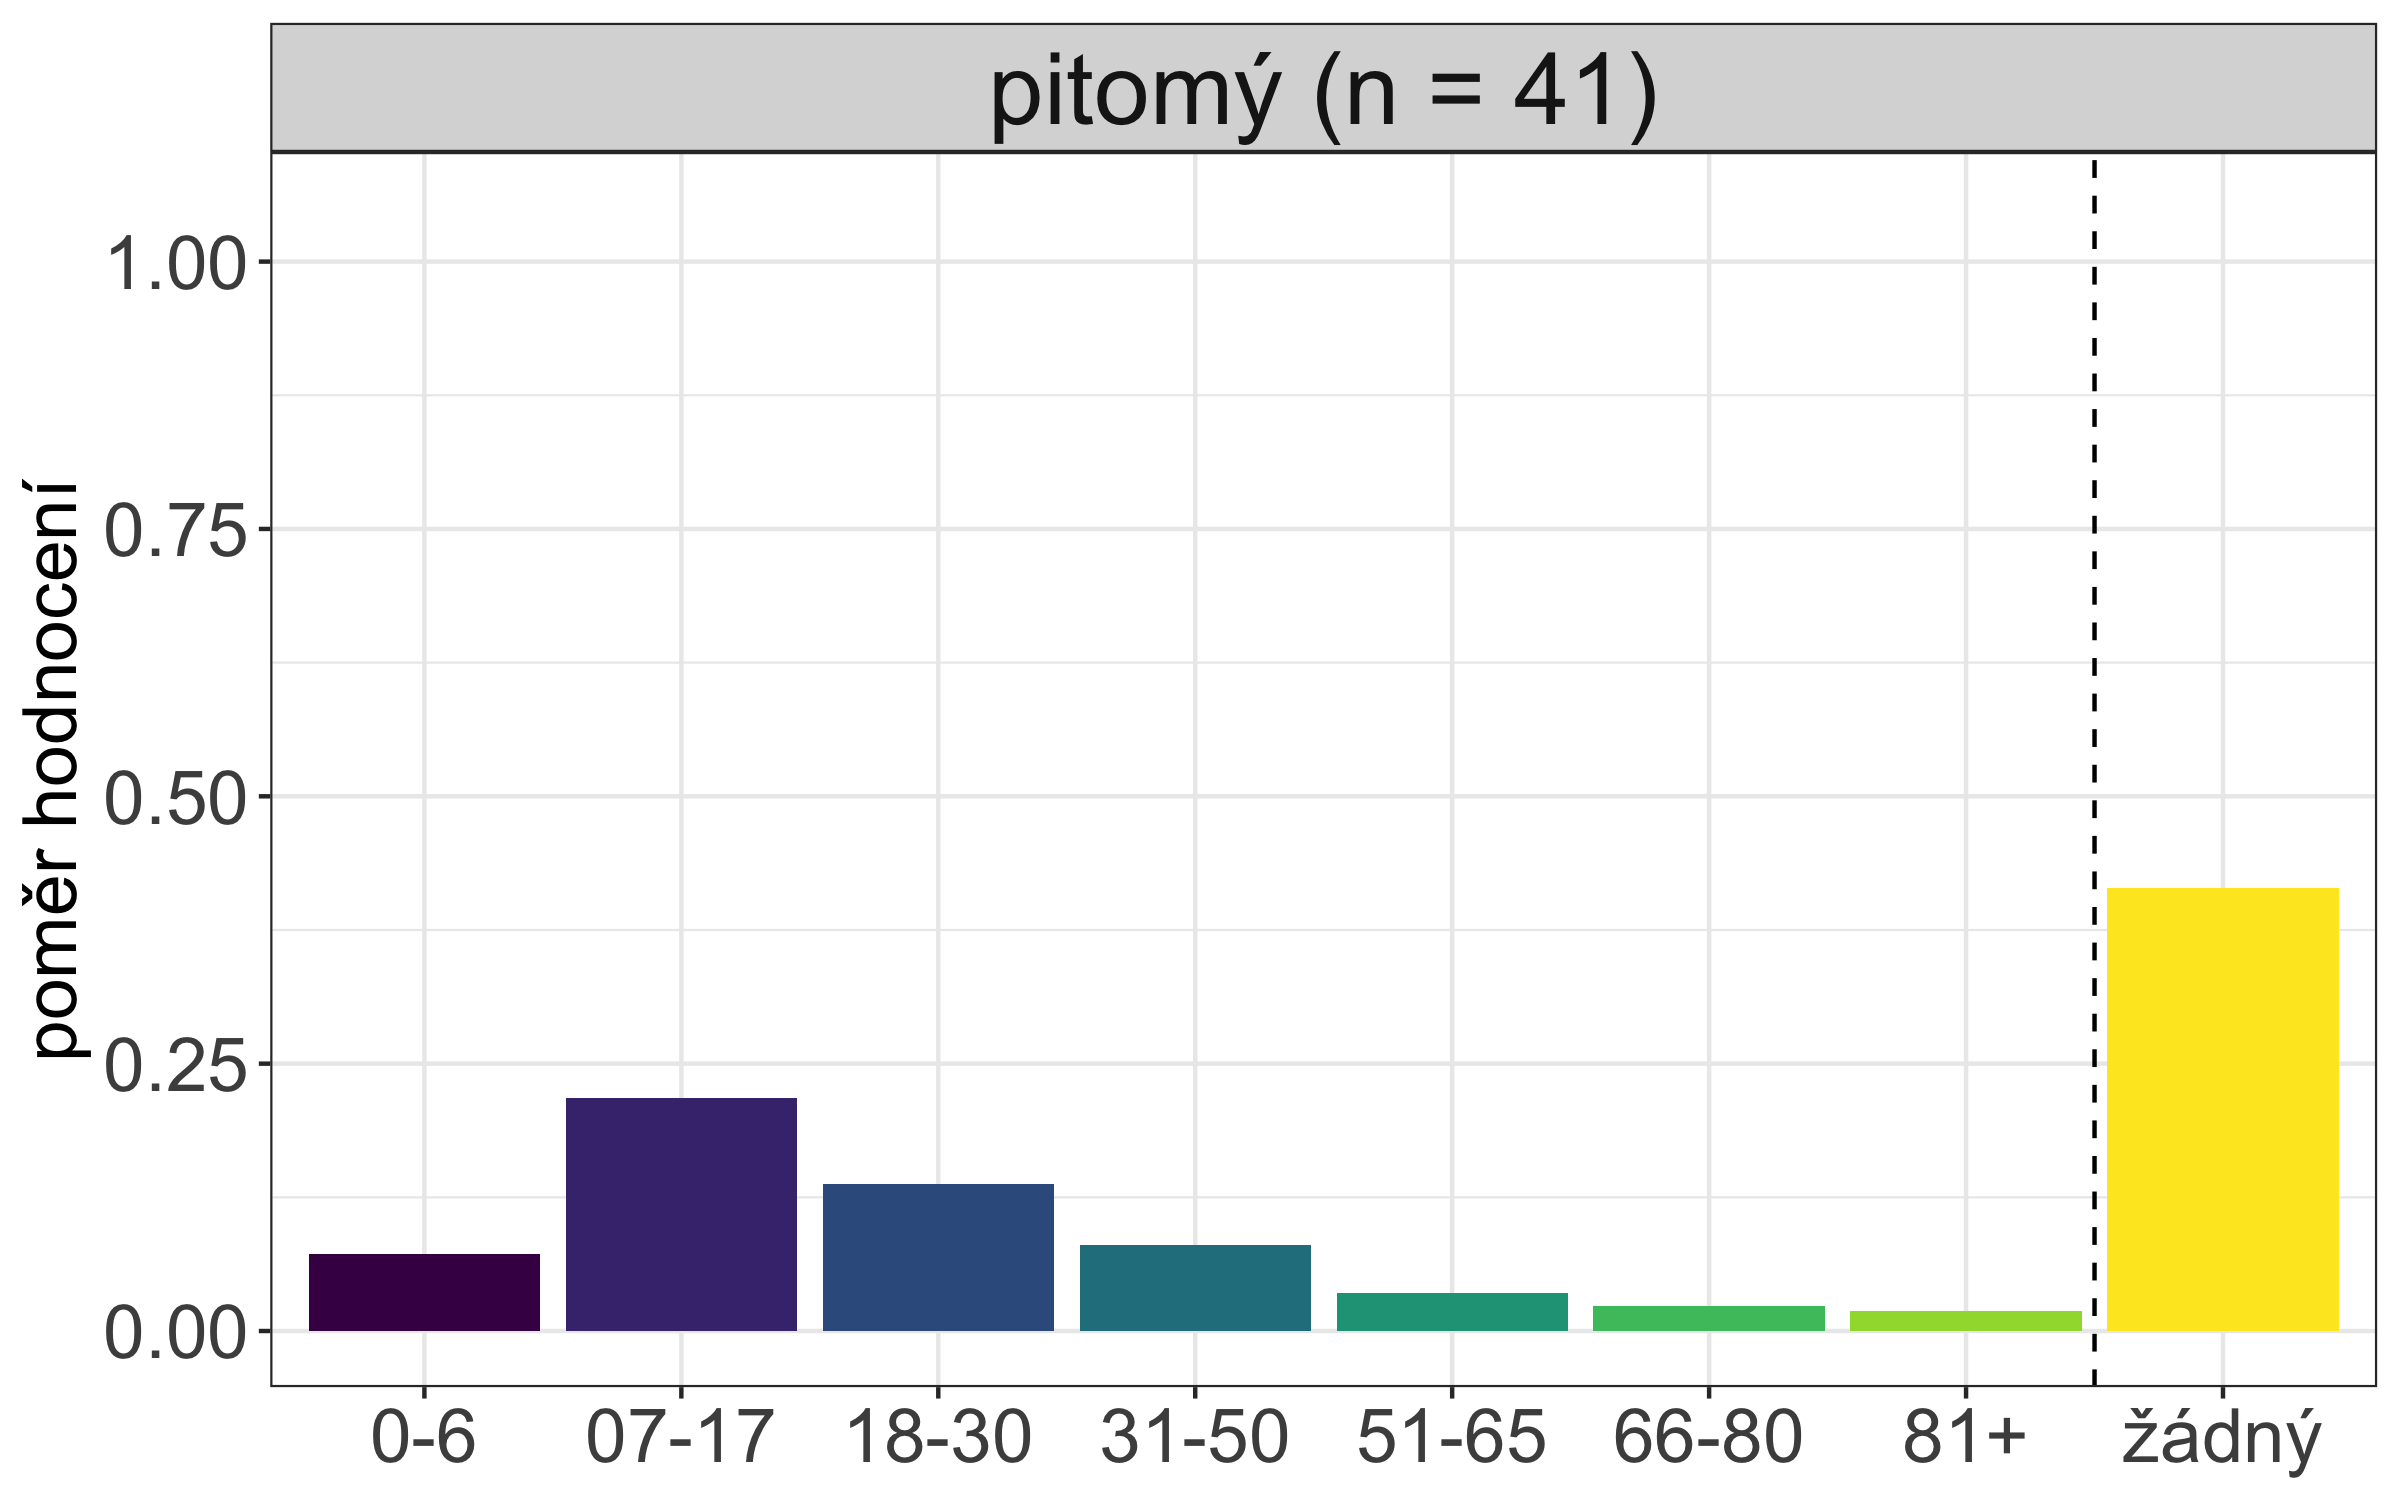 pitomý (n = 41)
poměr hodnocení
1.00
0.75
0.50
0.25
0.00
0-6 07-17 18-30 31-50 51-65 66-80 81+ žádný